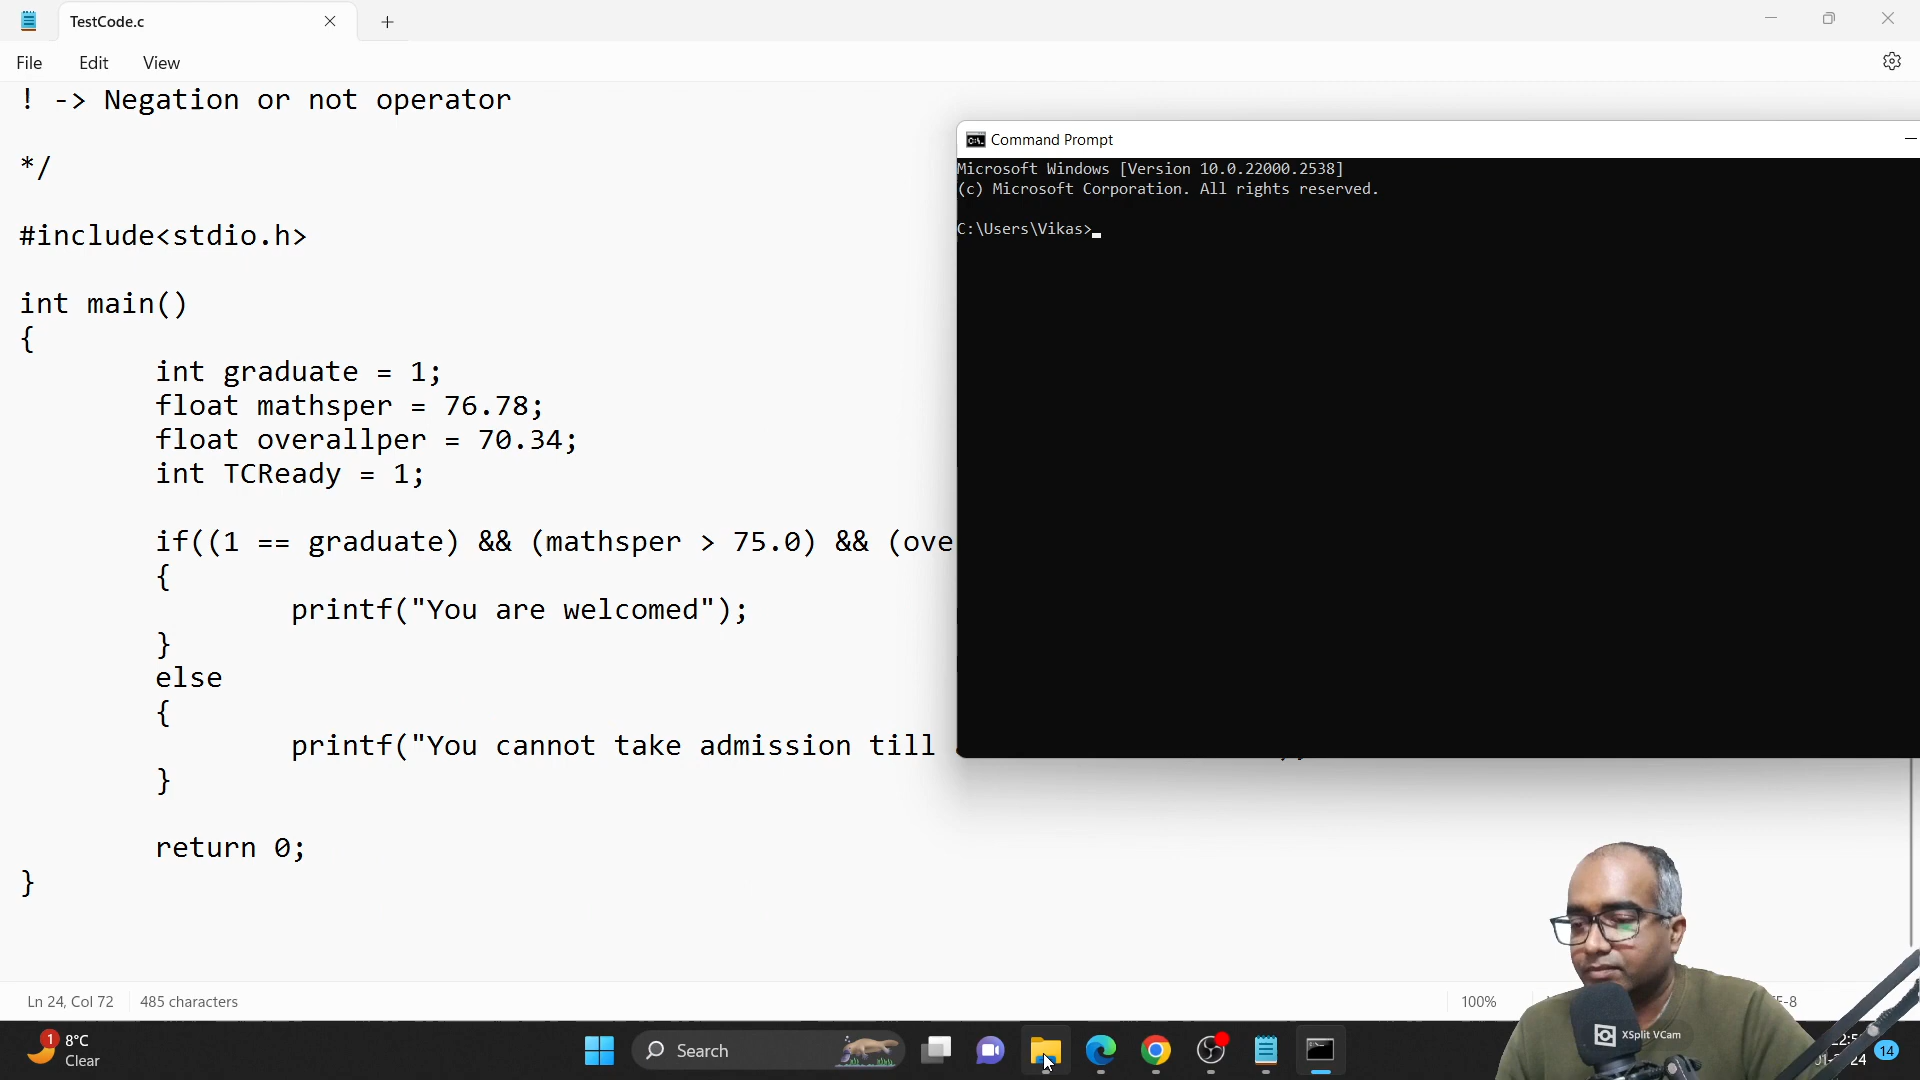 TestCode.c
File Edit View
! -> Negation or not operator
*/
#include<stdio.h>
int main()
{
int graduate = 1;
float mathsper = 76.78;
float overallper = 70.34;
int TCReady = 1;
if((1 == graduate) && (mathsper > 75.0) && (ove
{
printf("You are welcomed");
}
else
{
printf("You cannot take admission till
}
return 0;
}
Command Prompt
Microsoft Windows [Version 10.0.22000.2538]
(c) Microsoft Corporation. All rights reserved.
C:\Users\Vikas>
Ln 24, Col 72 485 characters 100%
1 8°C
Clear
Search
XSplit VCam
14